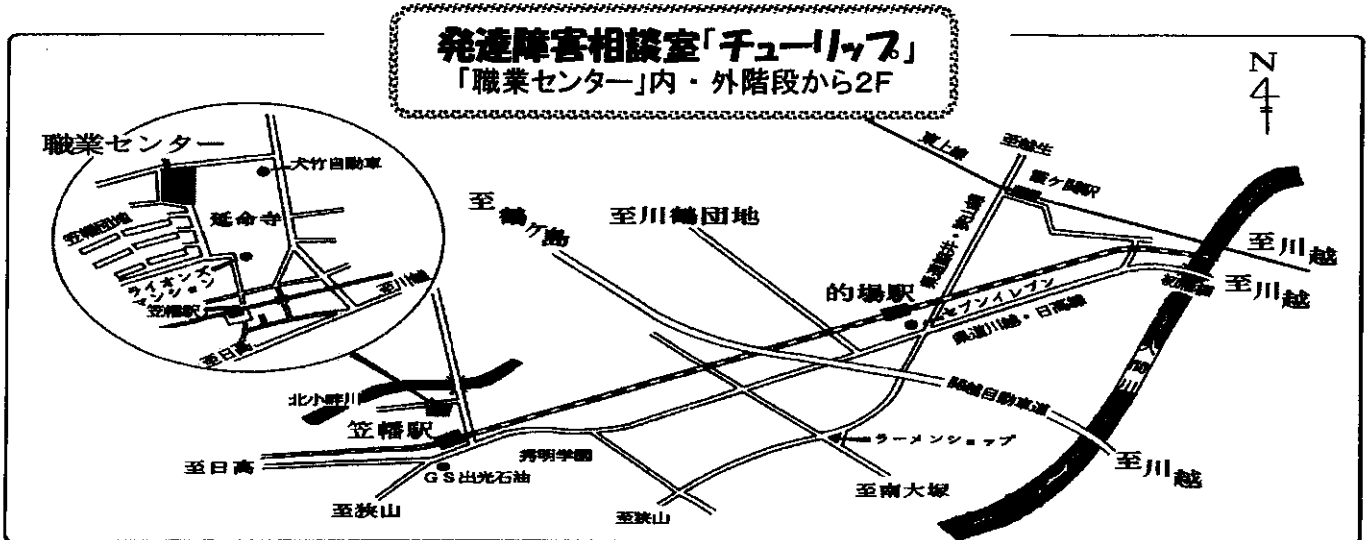 発達障害相談室「チューリップ」
「職業センター」内・外階段から2F
N
職業センター
犬竹自動車
延命寺
笠幡団地
ライオンズ
マンション
笠幡駅
至川越
至日高
至鶴ヶ島
至川鶴団地
東上線
至越生
霞ヶ関駅
至川越
至川越
的場駅
セブンイレブン
県道川越・日高線
入間川
関越自動車道
至川越
北小畔川
笠幡駅
至日高
GS出光石油
秀明学園
ラーメンショップ
至狭山
至狭山
至南大塚